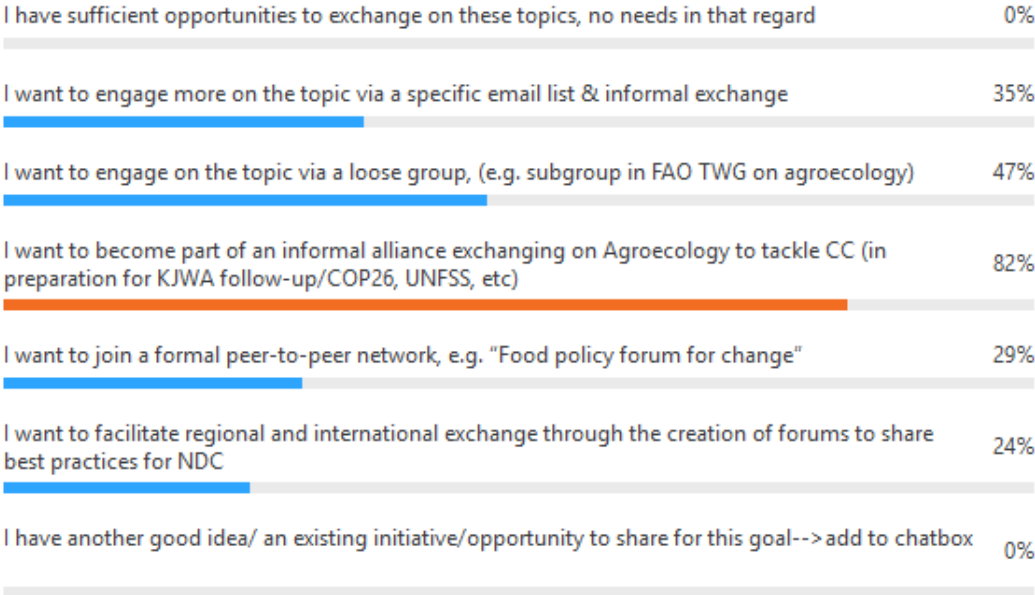 I have sufficient opportunities to exchange on these topics, no needs in that regard 0%
I want to engage more on the topic via a specific email list & informal exchange 35%
I want to engage on the topic via a loose group, (e.g. subgroup in FAO TWG on agroecology) 47%
I want to become part of an informal alliance exchanging on Agroecology to tackle CC (in
preparation for KJWA follow-up/COP26, UNFSS, etc) 82%
I want to join a formal peer-to-peer network, e.g. “Food policy forum for change” 29%
I want to facilitate regional and international exchange through the creation of forums to share
best practices for NDC 24%
I have another good idea/ an existing initiative/opportunity to share for this goal-->add to chatbox 0%